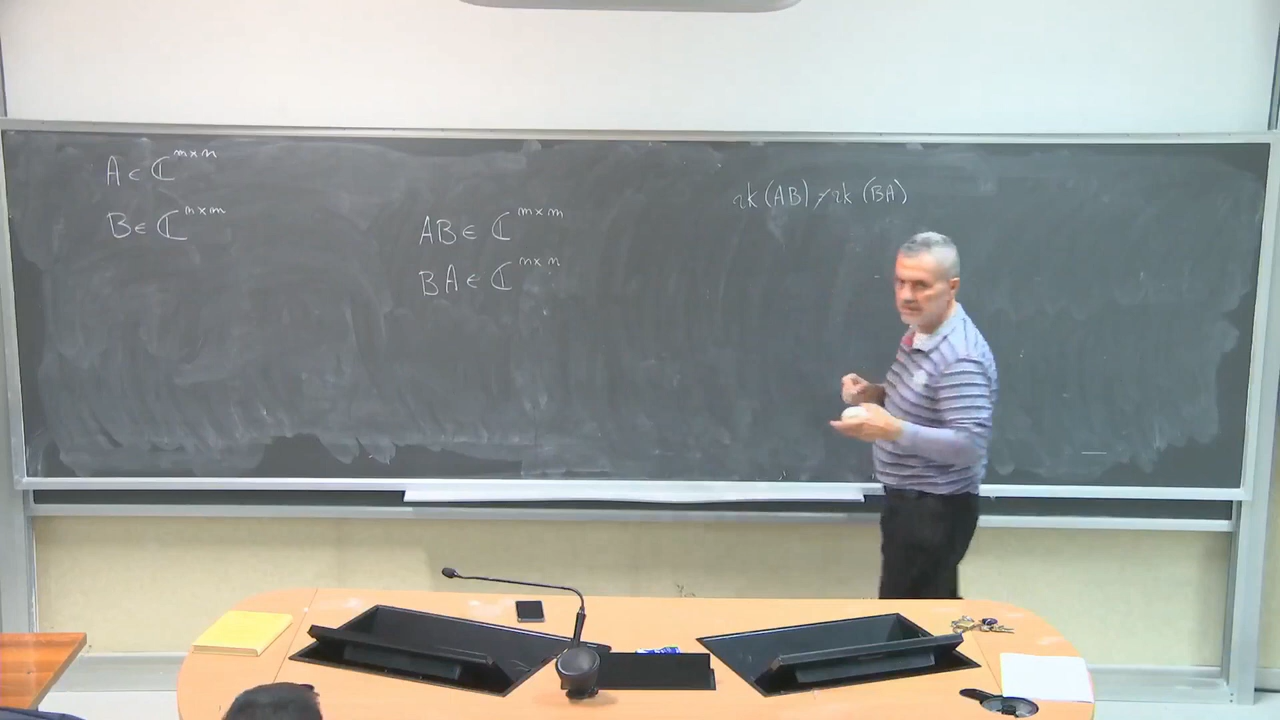 A ∈ ℂ^{m×n}
B ∈ ℂ^{n×m}
AB ∈ ℂ^{m×m}
BA ∈ ℂ^{n×n}
rk(AB) ≠ rk(BA)